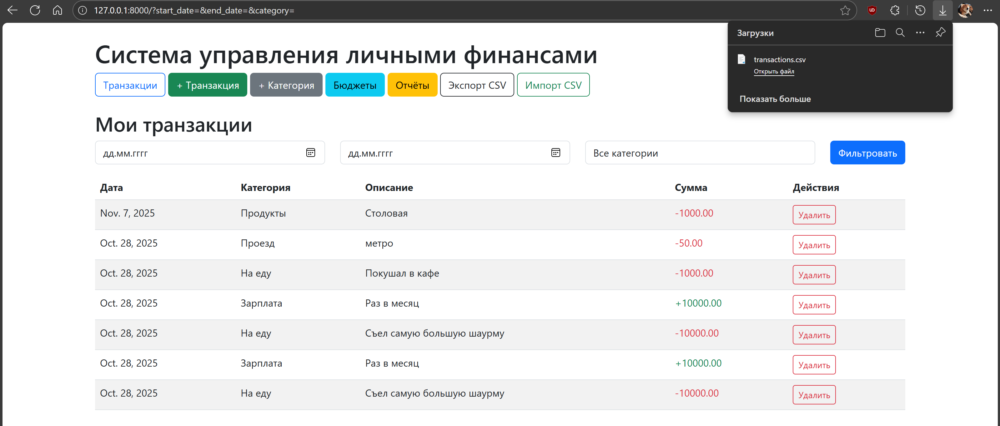 127.0.0.1:8000/?start_date=&end_date=&category=
Загрузки
transactions.csv
Открыть файл
Показать больше
Система управления личными финансами
Транзакции + Транзакция + Категория Бюджеты Отчёты Экспорт CSV Импорт CSV
Мои транзакции
дд.мм.гггг дд.мм.гггг Все категории Фильтровать
Дата Категория Описание Сумма Действия
Nov. 7, 2025 Продукты Столовая -1000.00 Удалить
Oct. 28, 2025 Проезд метро -50.00 Удалить
Oct. 28, 2025 На еду Покушал в кафе -1000.00 Удалить
Oct. 28, 2025 Зарплата Раз в месяц +10000.00 Удалить
Oct. 28, 2025 На еду Съел самую большую шаурму -10000.00 Удалить
Oct. 28, 2025 Зарплата Раз в месяц +10000.00 Удалить
Oct. 28, 2025 На еду Съел самую большую шаурму -10000.00 Удалить